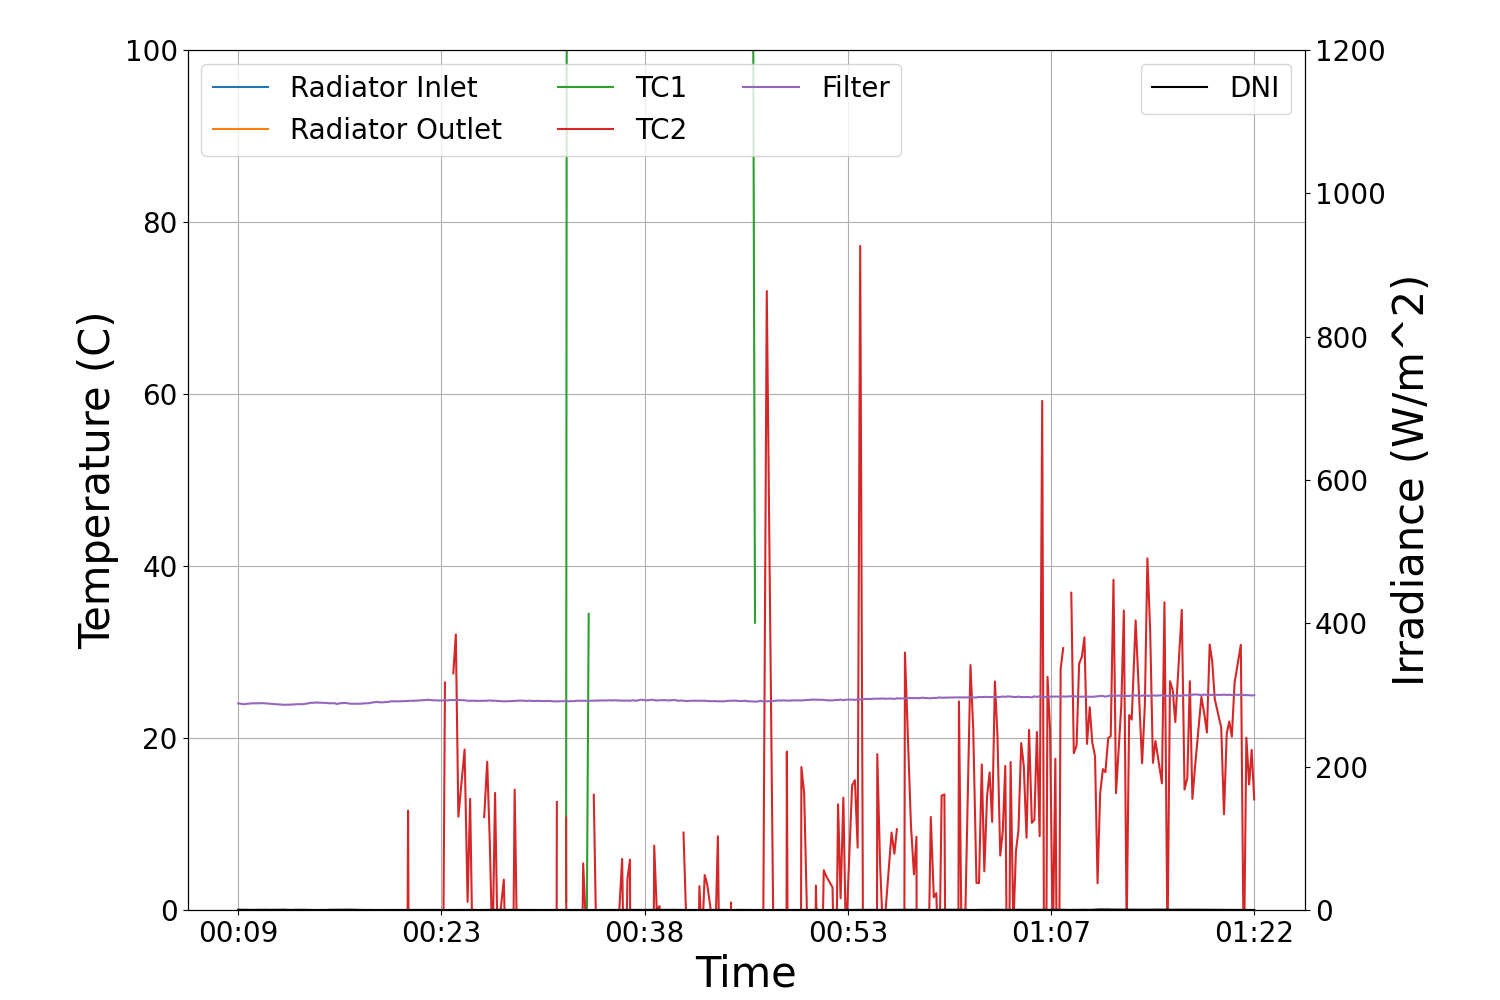 100
80
60
40
20
0
Temperature (C)
Radiator Inlet
Radiator Outlet
TC1
TC2
Filter
DNI
1200
1000
800
600
400
200
0
Irradiance (W/m^2)
00:09 00:23 00:38 00:53 01:07 01:22
Time